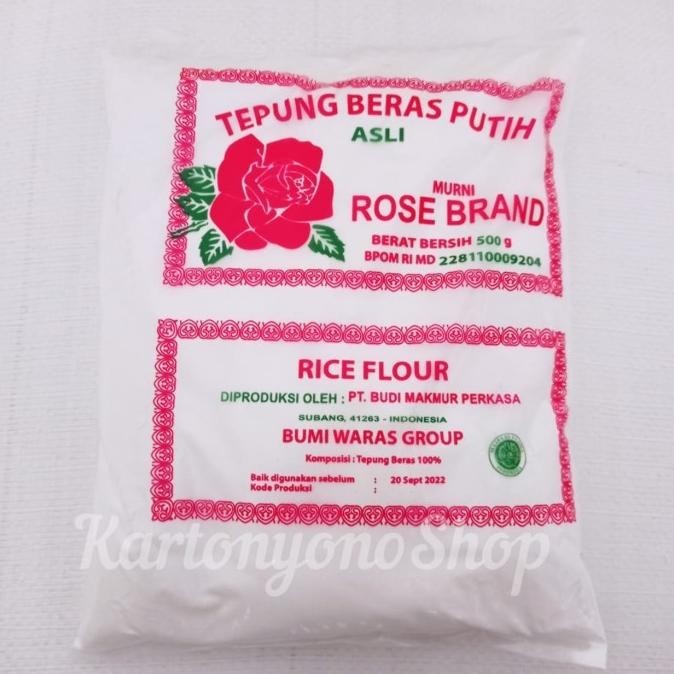 TEPUNG BERAS PUTIH
ASLI
MURNI
ROSE BRAND
BERAT BERSIH 500 g
BPOM RI MD 228110009204
RICE FLOUR
DIPRODUKSI OLEH : PT. BUDI MAKMUR PERKASA
SUBANG, 41263 - INDONESIA
BUMI WARAS GROUP
Komposisi : Tepung Beras 100%
Baik digunakan sebelum : 20 Sept 2022
Kode Produksi :
KartonyonoShop